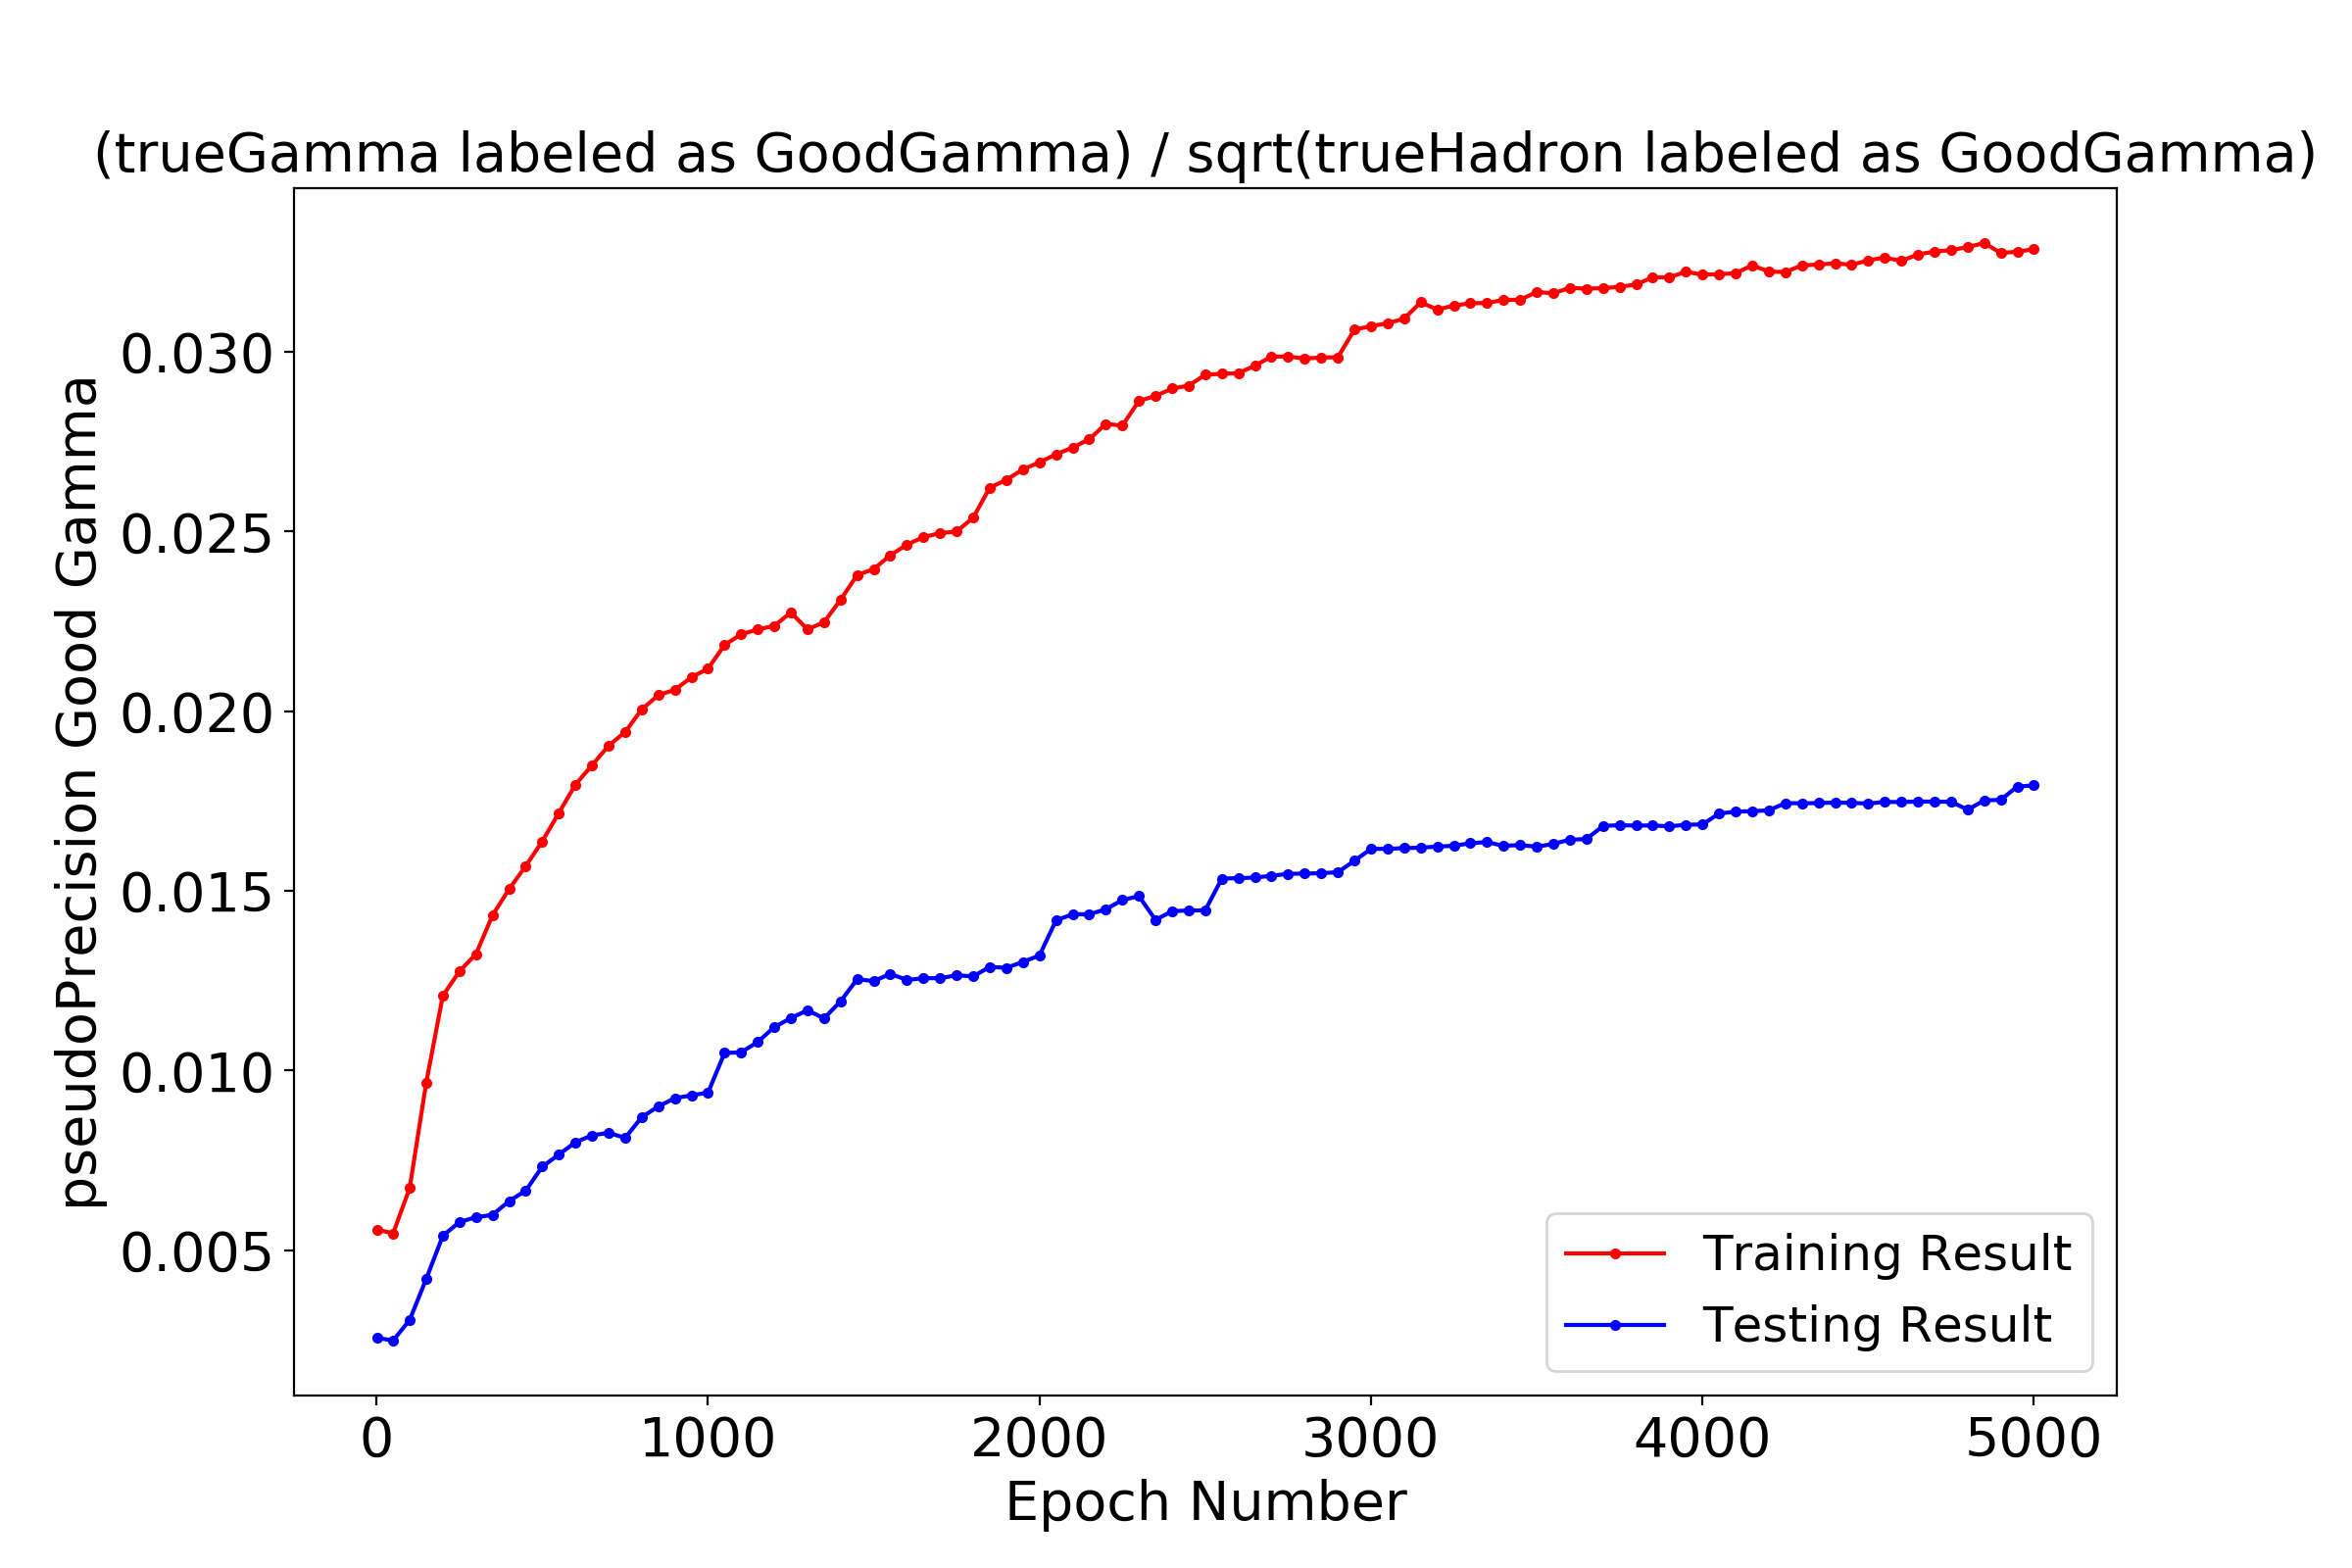 (trueGamma labeled as GoodGamma) / sqrt(trueHadron labeled as GoodGamma)
pseudoPrecision Good Gamma
0.030
0.025
0.020
0.015
0.010
0.005
Training Result
Testing Result
0 1000 2000 3000 4000 5000
Epoch Number